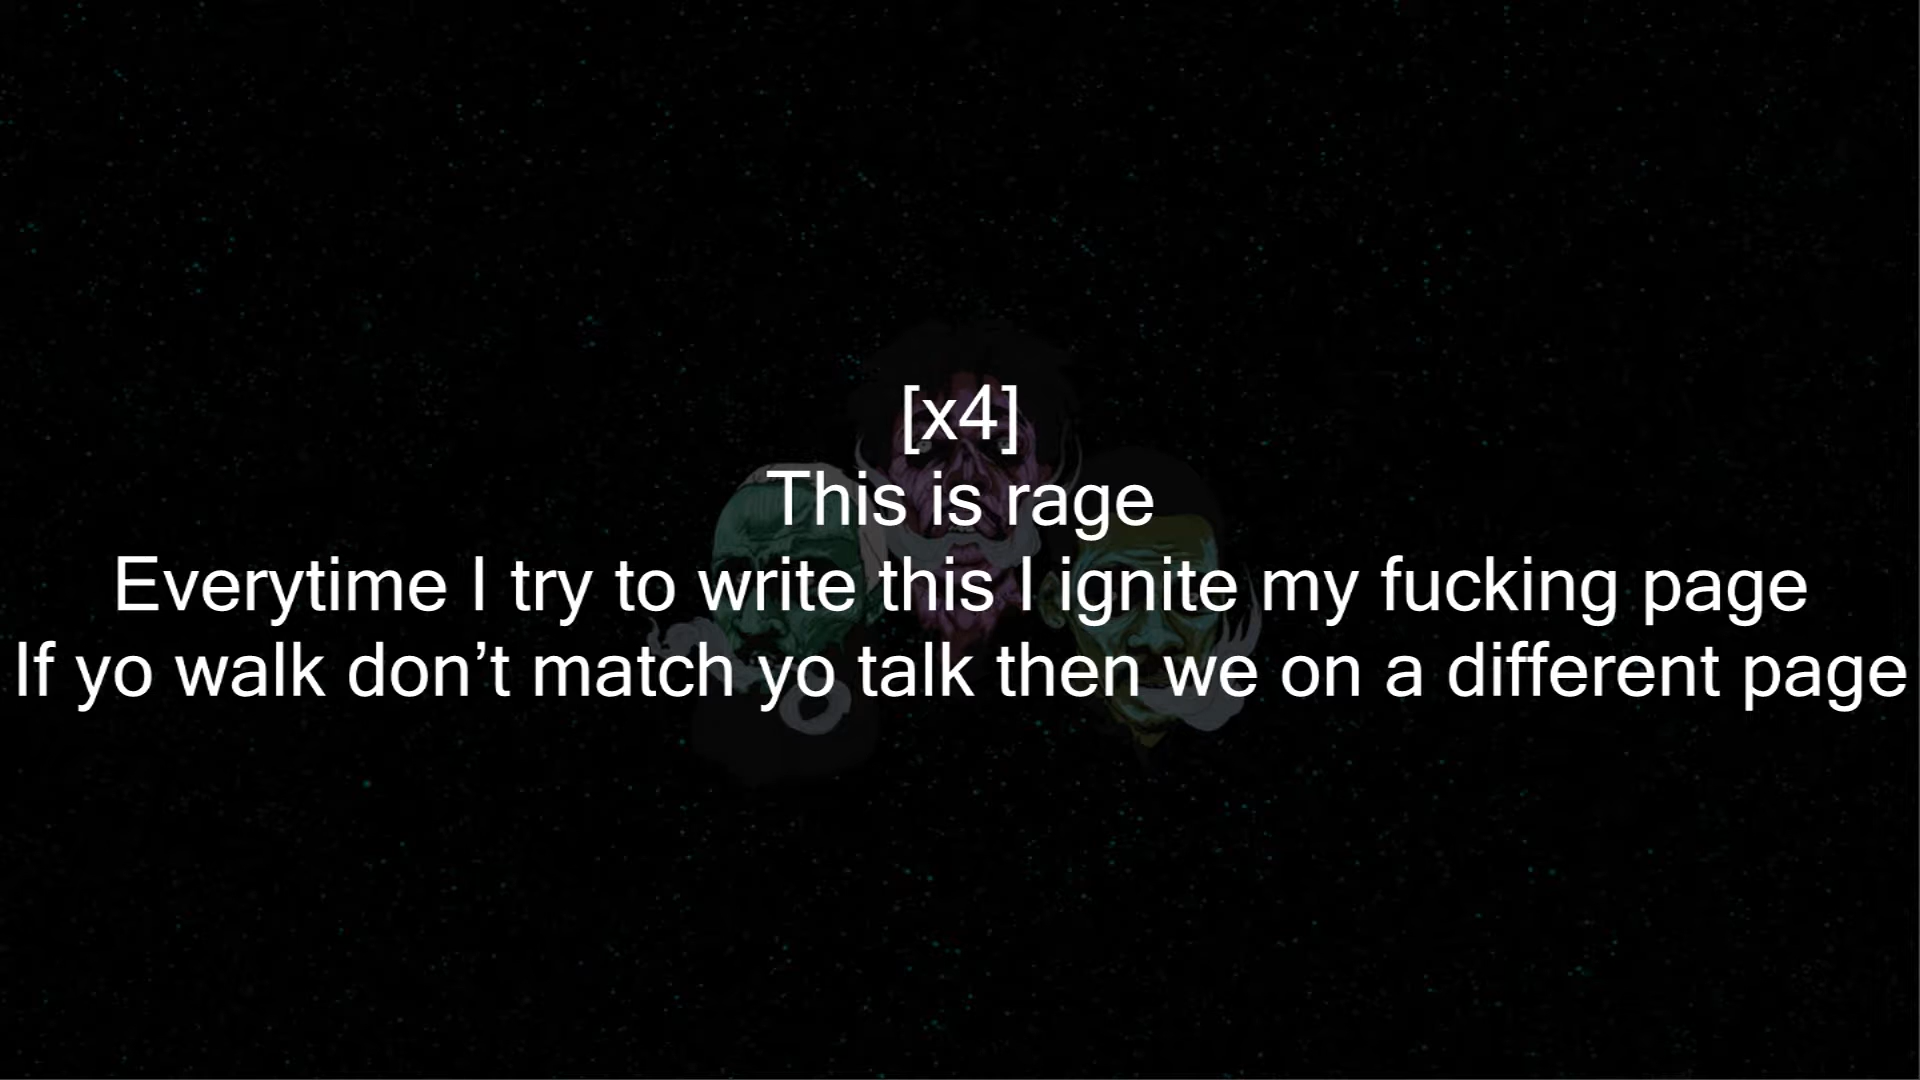 [x4]
This is rage
Everytime I try to write this I ignite my fucking page
If yo walk don’t match yo talk then we on a different page